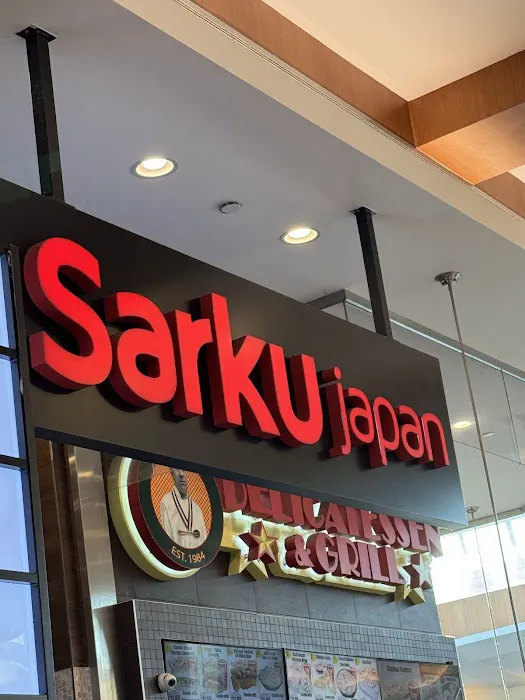 Sarku japan
EST. 1984
DELICATESSEN
& GRILL